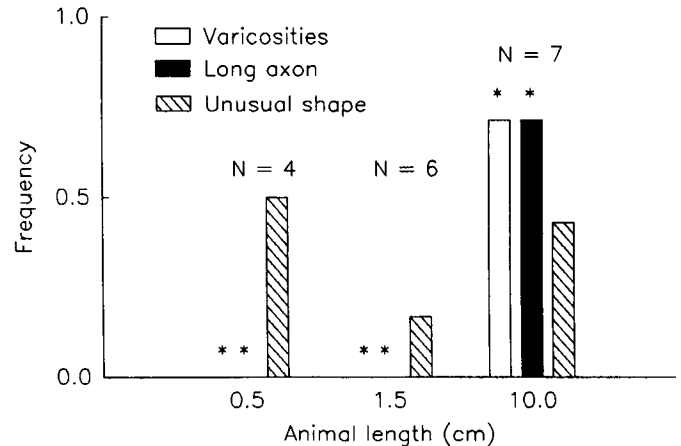 1.0
Varicosities
Long axon
Unusual shape
N = 7
* *
N = 4
N = 6
0.5
Frequency
* *
* *
0.0
0.5
1.5
10.0
Animal length (cm)